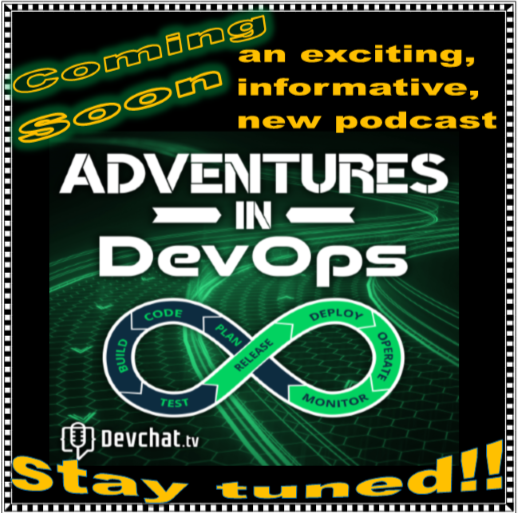 Coming
Soon
an exciting,
informative,
new podcast
ADVENTURES
IN
DevOps
CODE
BUILD
PLAN
TEST
RELEASE
DEPLOY
OPERATE
MONITOR
Devchat.tv
Stay tuned!!